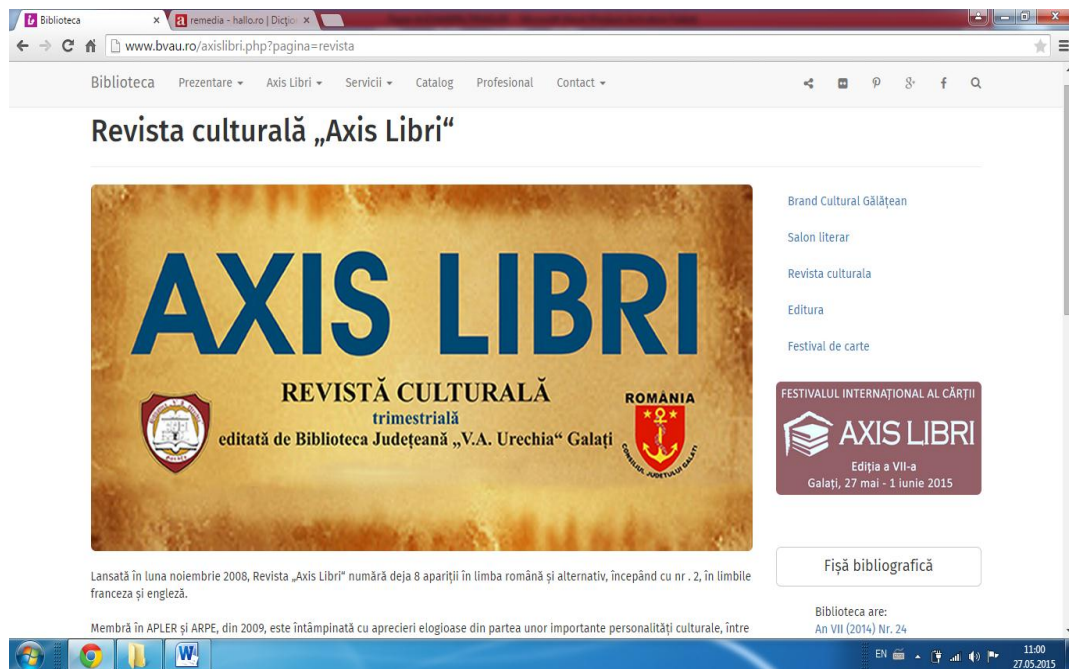 Biblioteca
remedia - hallo.ro | Dicțio
www.bvau.ro/axislibri.php?pagina=revista
Biblioteca Prezentare Axis Libri Servicii Catalog Profesional Contact
Revista culturală „Axis Libri“
AXIS LIBRI
REVISTĂ CULTURALĂ
trimestrială
editată de Biblioteca Județeană „V.A. Urechia“ Galați
ROMÂNIA
CONSILIUL JUDEȚULUI GALAȚI
Lansată în luna noiembrie 2008, Revista „Axis Libri“ numără deja 8 apariții în limba română și alternativ, începând cu nr . 2, în limbile
franceza și engleză.
Membră în APLER și ARPE, din 2009, este întâmpinată cu aprecieri elogioase din partea unor importante personalități culturale, între
Brand Cultural Gălățean
Salon literar
Revista culturala
Editura
Festival de carte
FESTIVALUL INTERNAȚIONAL AL CĂRȚII
AXIS LIBRI
Ediția a VII-a
Galați, 27 mai - 1 iunie 2015
Fișă bibliografică
Biblioteca are:
An VII (2014) Nr. 24
EN
11:00
27.05.2015